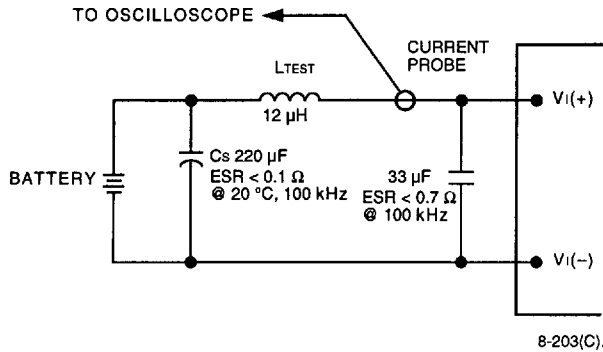 TO OSCILLOSCOPE
CURRENT
PROBE
LTEST
12 µH
VI(+)
CS 220 µF
ESR < 0.1 Ω
@ 20 °C, 100 kHz
BATTERY
33 µF
ESR < 0.7 Ω
@ 100 kHz
VI(–)
8-203(C).